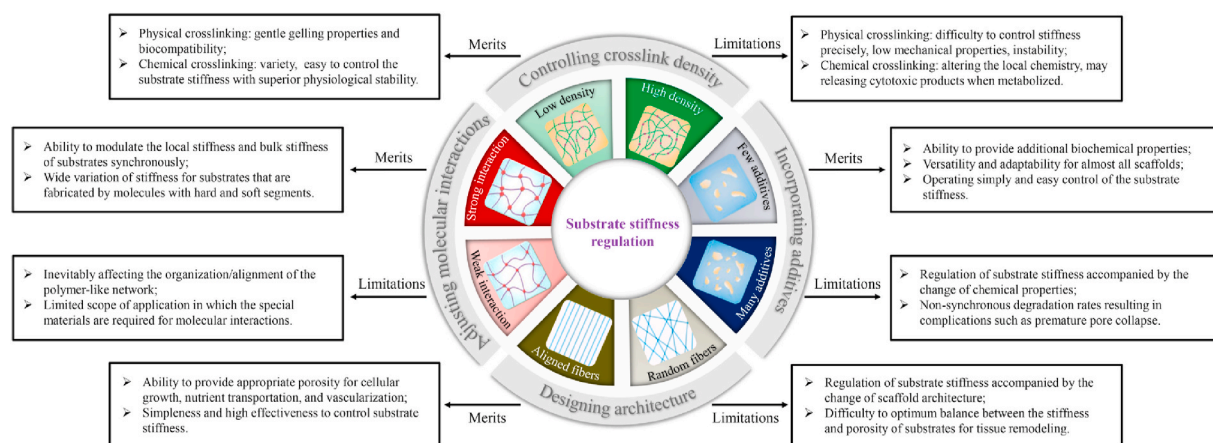 ➢ Physical crosslinking: gentle gelling properties and
biocompatibility;
➢ Chemical crosslinking: variety, easy to control the
substrate stiffness with superior physiological stability.
Merits
Controlling crosslink density
Limitations
➢ Physical crosslinking: difficulty to control stiffness
precisely, low mechanical properties, instability;
➢ Chemical crosslinking: altering the local chemistry, may
releasing cytotoxic products when metabolized.
Low density
High density
➢ Ability to modulate the local stiffness and bulk stiffness
of substrates synchronously;
➢ Wide variation of stiffness for substrates that are
fabricated by molecules with hard and soft segments.
Merits
Adjusting molecular interactions
Strong interaction
Few additives
Incorporating additives
Merits
➢ Ability to provide additional biochemical properties;
➢ Versatility and adaptability for almost all scaffolds;
➢ Operating simply and easy control of the substrate
stiffness.
Substrate stiffness
regulation
➢ Inevitably affecting the organization/alignment of the
polymer-like network;
➢ Limited scope of application in which the special
materials are required for molecular interactions.
Limitations
Weak interaction
Many additives
Limitations
➢ Regulation of substrate stiffness accompanied by the
change of chemical properties;
➢ Non-synchronous degradation rates resulting in
complications such as premature pore collapse.
Aligned fibers
Random fibers
➢ Ability to provide appropriate porosity for cellular
growth, nutrient transportation, and vascularization;
➢ Simpleness and high effectiveness to control substrate
stiffness.
Merits
Designing architecture
Limitations
➢ Regulation of substrate stiffness accompanied by the
change of scaffold architecture;
➢ Difficulty to optimum balance between the stiffness
and porosity of substrates for tissue remodeling.